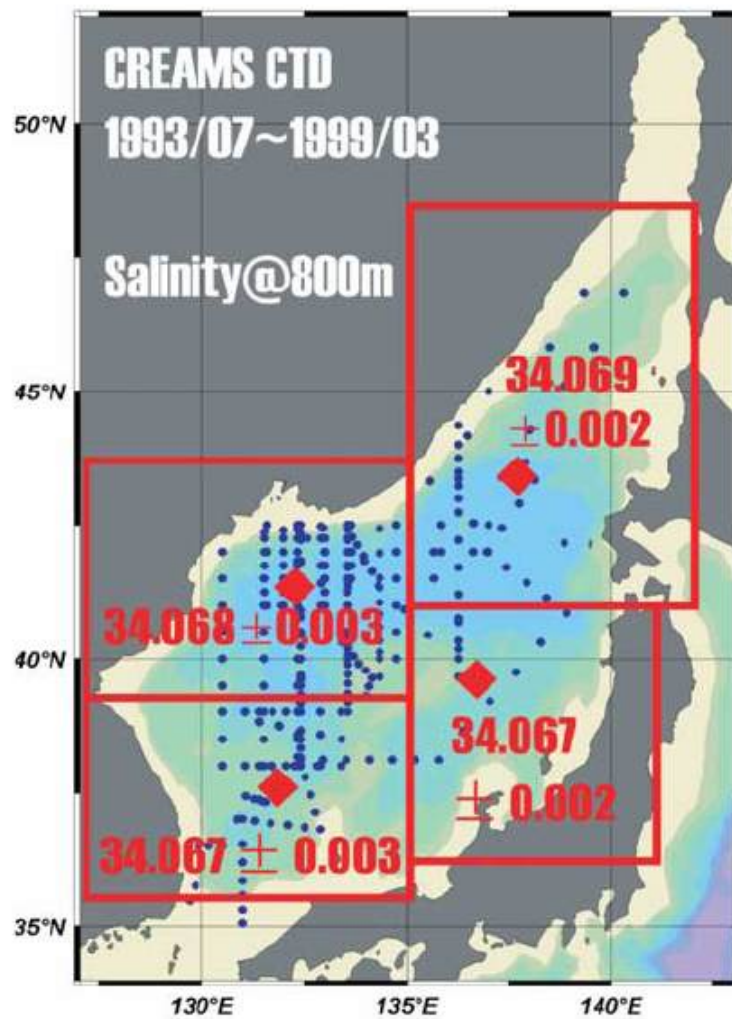 CREAMS CTD
1993/07~1999/03
Salinity@800m
50°N
45°N
40°N
35°N
34.069
±0.002
34.068 ±0.003
34.067
± 0.002
34.067 ± 0.003
130°E
135°E
140°E